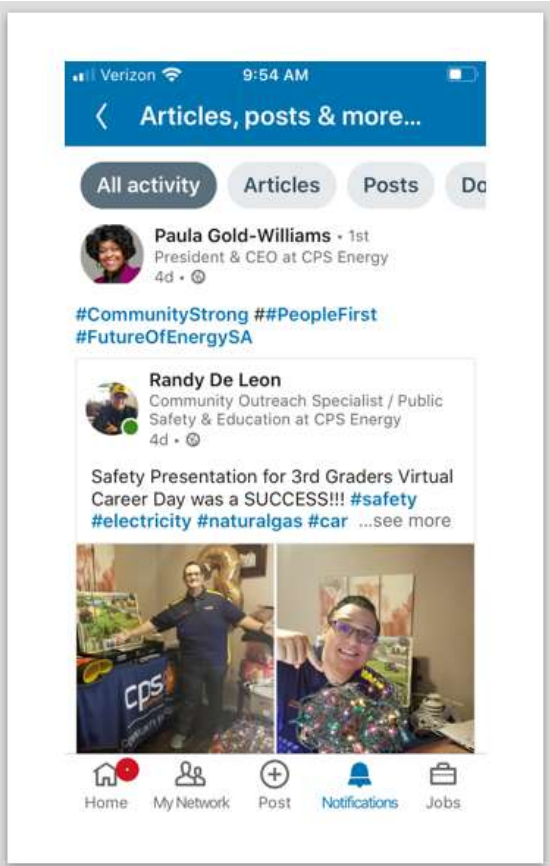 Verizon 9:54 AM
Articles, posts & more...
All activity Articles Posts Do
Paula Gold-Williams • 1st
President & CEO at CPS Energy
4d •
#CommunityStrong ##PeopleFirst
#FutureOfEnergySA
Randy De Leon
Community Outreach Specialist / Public
Safety & Education at CPS Energy
4d •
Safety Presentation for 3rd Graders Virtual
Career Day was a SUCCESS!!! #safety
#electricity #naturalgas #car ...see more
cps
Home My Network Post Notifications Jobs